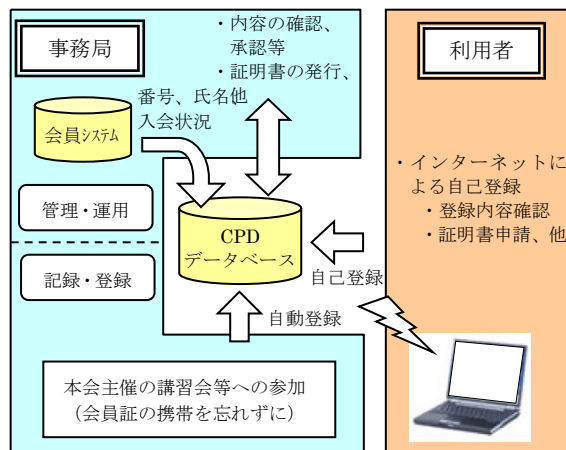 事務局
・内容の確認、
承認等
・証明書の発行、
番号、氏名他
入会状況
会員システム
管理・運用
記録・登録
CPD
データベース
自己登録
自動登録
本会主催の講習会等への参加
(会員証の携帯を忘れずに)
利用者
・インターネットに
よる自己登録
・登録内容確認
・証明書申請、他